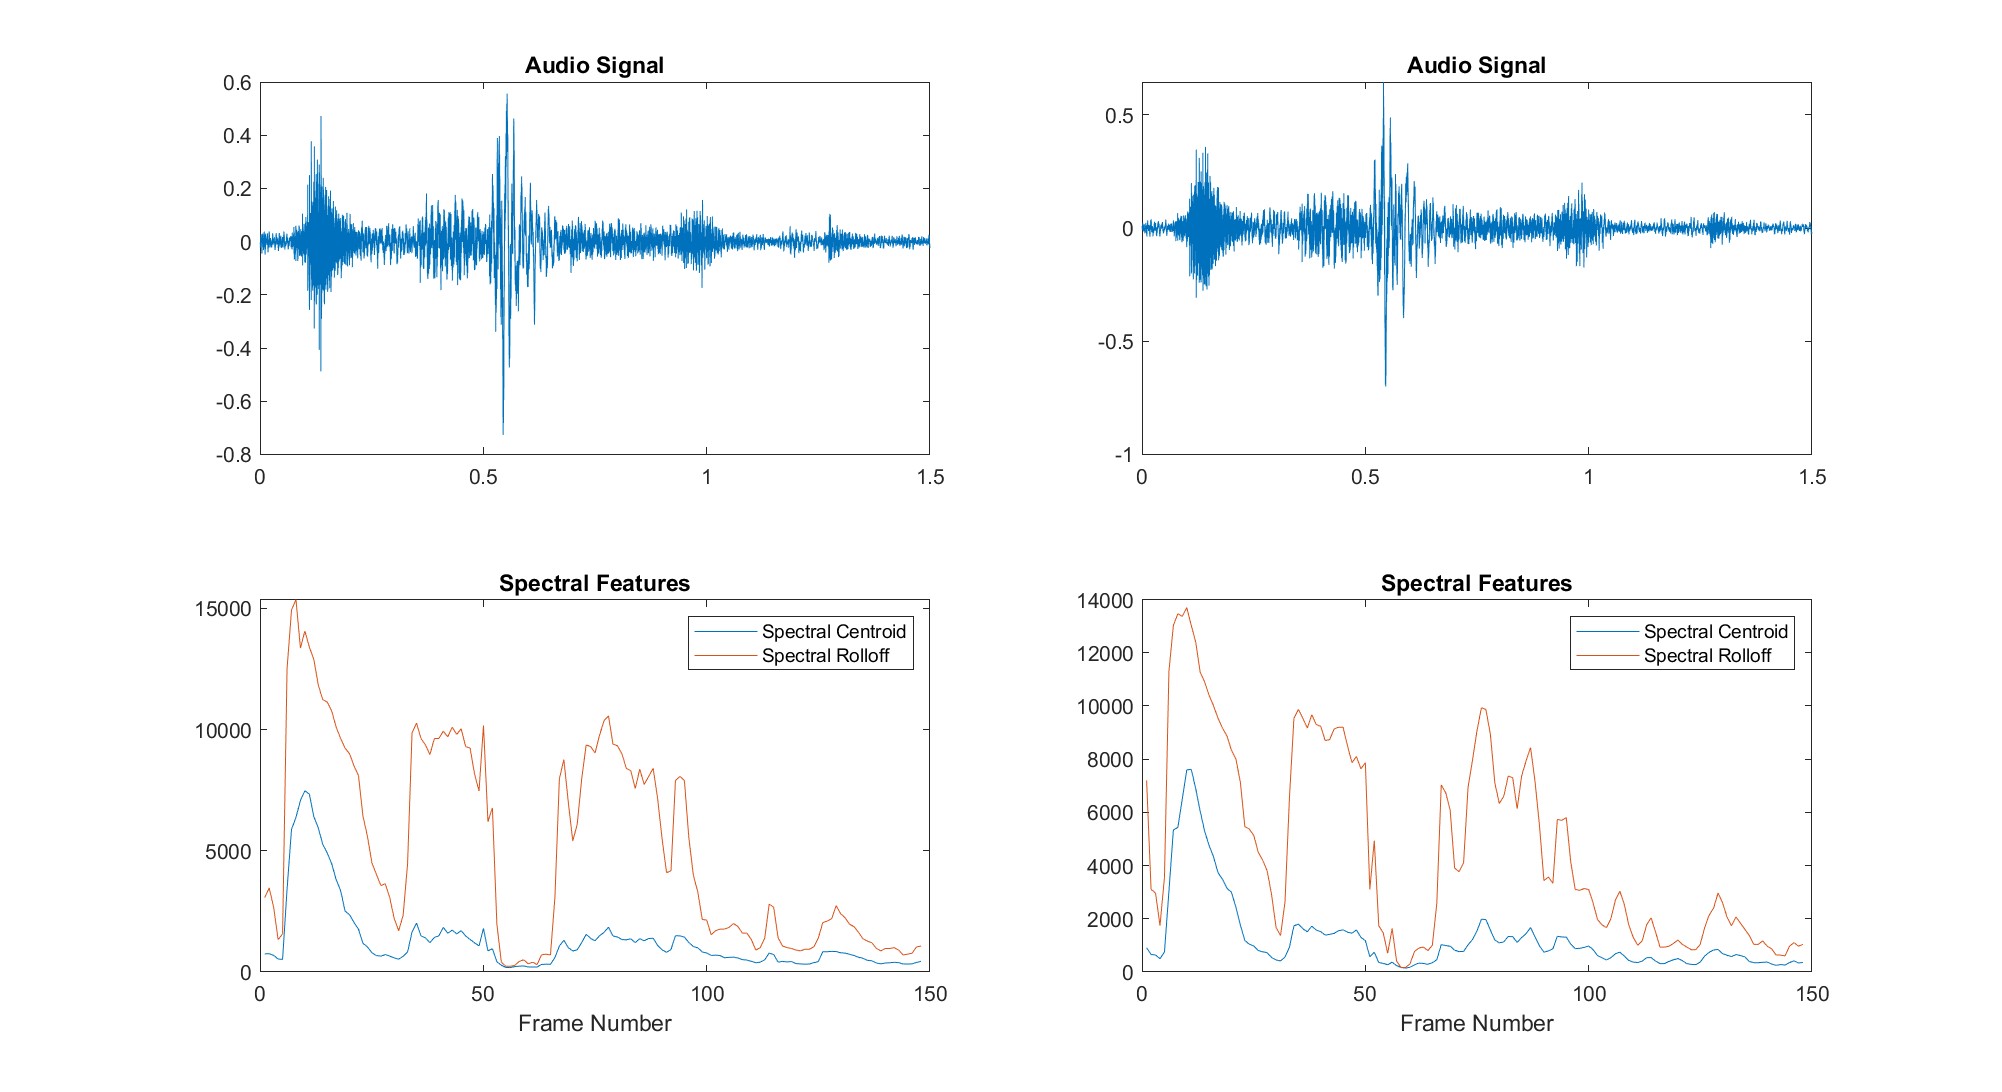 Audio Signal
0.6
0.4
0.2
0
-0.2
-0.4
-0.6
-0.8
0 0.5 1 1.5
Audio Signal
0.5
0
-0.5
-1
0 0.5 1 1.5
Spectral Features
15000
10000
5000
0
Spectral Centroid
Spectral Rolloff
0 50 100 150
Frame Number
Spectral Features
14000
12000
10000
8000
6000
4000
2000
0
Spectral Centroid
Spectral Rolloff
0 50 100 150
Frame Number